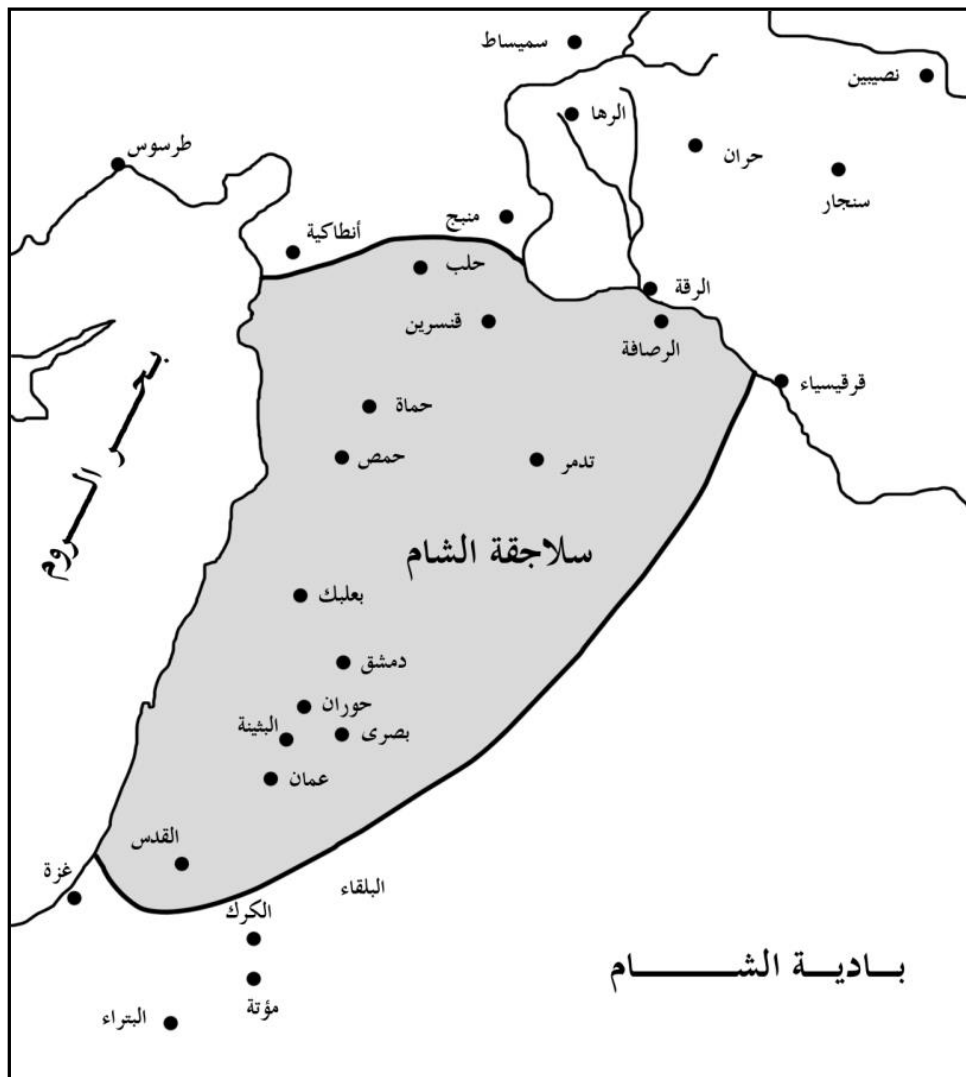 سميساط
نصيبين
الرها
حران
طرسوس
سنجار
منبج
أنطاكية
حلب
الرقة
قنسرين
الرصافة
قرقيسياء
بحر الروم
حماة
حمص
تدمر
سلاجقة الشام
بعلبك
دمشق
حوران
البثينة
بصرى
عمان
القدس
غزة
البلقاء
الكرك
بادية الشام
مؤتة
البتراء